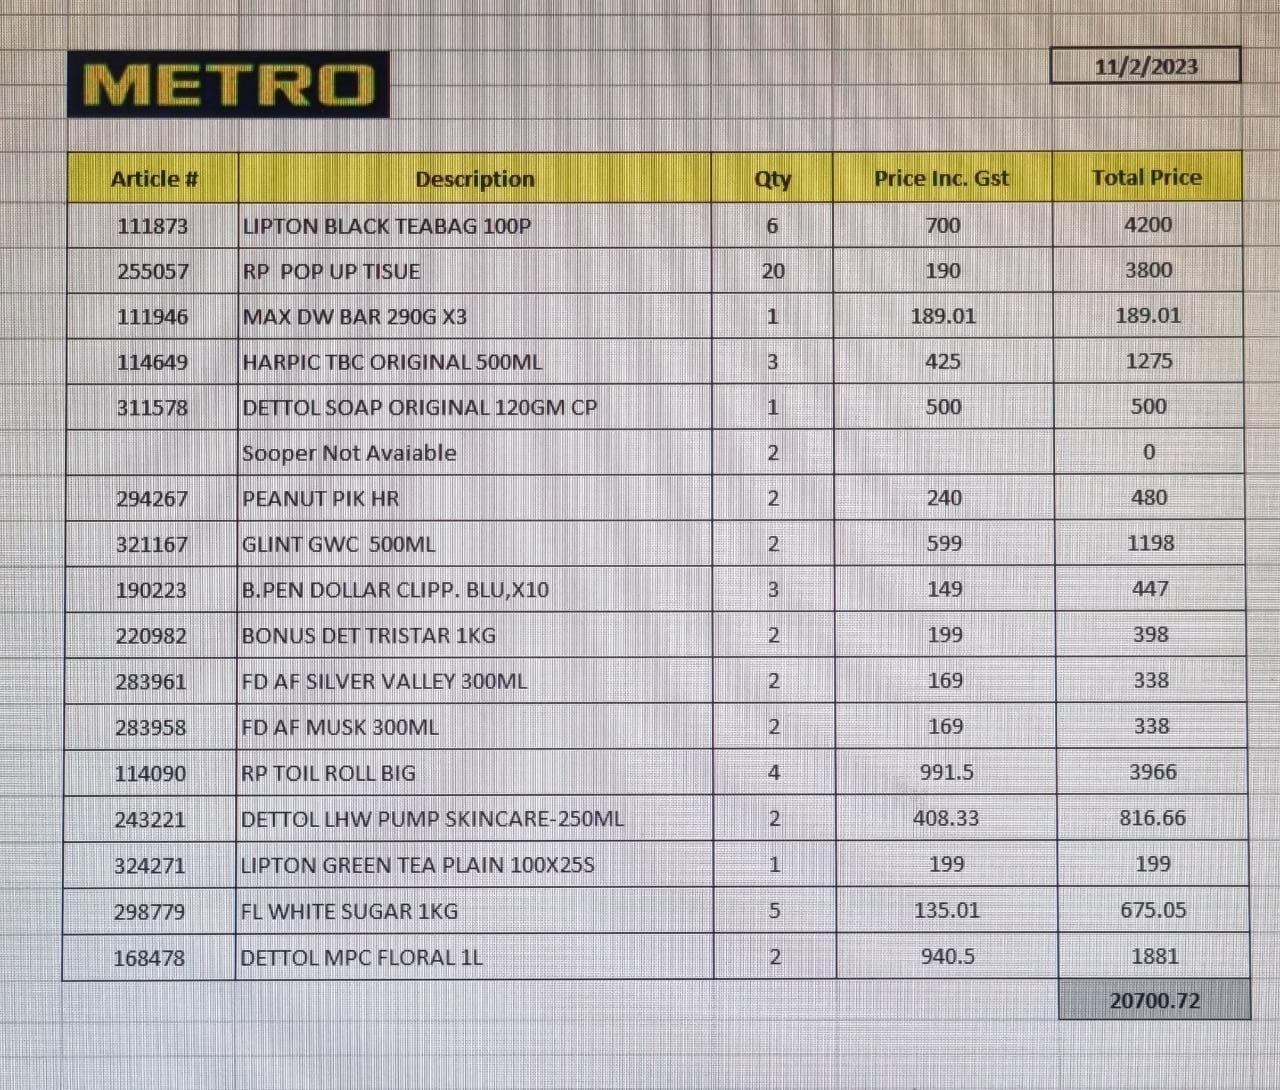 METRO
11/2/2023
Article # Description Qty Price Inc. Gst Total Price
111873 LIPTON BLACK TEABAG 100P 6 700 4200
255057 RP POP UP TISUE 20 190 3800
111946 MAX DW BAR 290G X3 1 189.01 189.01
114649 HARPIC TBC ORIGINAL 500ML 3 425 1275
311578 DETTOL SOAP ORIGINAL 120GM CP 1 500 500
Sooper Not Avaiable 2 0
294267 PEANUT PIK HR 2 240 480
321167 GLINT GWC 500ML 2 599 1198
190223 B.PEN DOLLAR CLIPP. BLU,X10 3 149 447
220982 BONUS DET TRISTAR 1KG 2 199 398
283961 FD AF SILVER VALLEY 300ML 2 169 338
283958 FD AF MUSK 300ML 2 169 338
114090 RP TOIL ROLL BIG 4 991.5 3966
243221 DETTOL LHW PUMP SKINCARE-250ML 2 408.33 816.66
324271 LIPTON GREEN TEA PLAIN 100X25S 1 199 199
298779 FL WHITE SUGAR 1KG 5 135.01 675.05
168478 DETTOL MPC FLORAL 1L 2 940.5 1881
20700.72